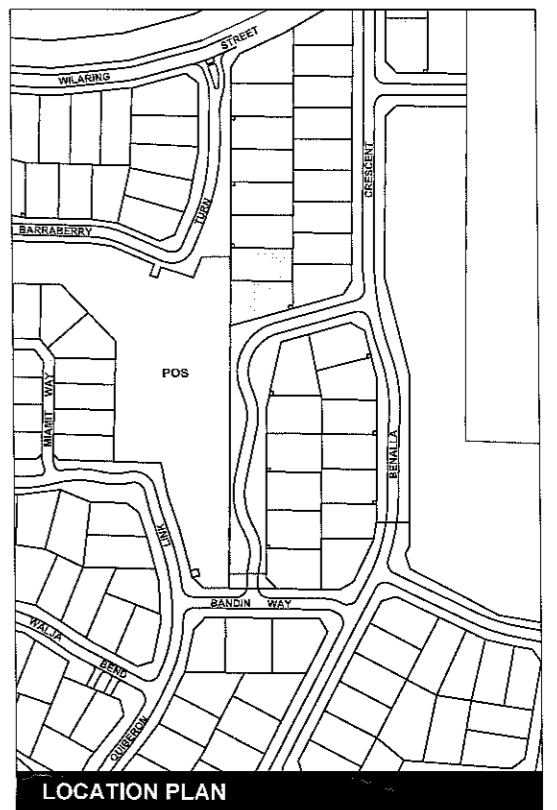 WILARING STREET
CRESCENT
TURN
BARRABERRY
POS
MIAMIT WAY
BENALLA
LINK
BANDIN WAY
WALJA BEND
QUIBERON
LOCATION PLAN